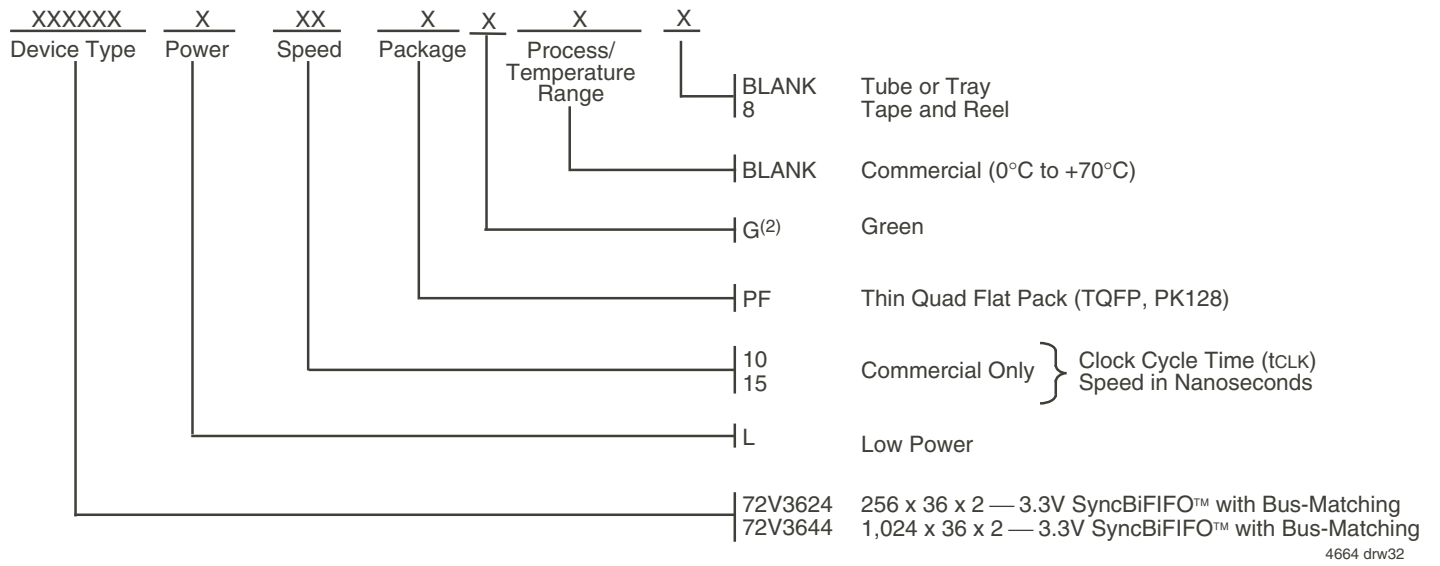 XXXXXX X XX X X X X
Device Type Power Speed Package Process/
Temperature
Range
BLANK Tube or Tray
8 Tape and Reel
BLANK Commercial (0°C to +70°C)
G(2) Green
PF Thin Quad Flat Pack (TQFP, PK128)
10
15
Commercial Only
Clock Cycle Time (tCLK)
Speed in Nanoseconds
L Low Power
72V3624 256 x 36 x 2 — 3.3V SyncBiFIFO™ with Bus-Matching
72V3644 1,024 x 36 x 2 — 3.3V SyncBiFIFO™ with Bus-Matching
4664 drw32